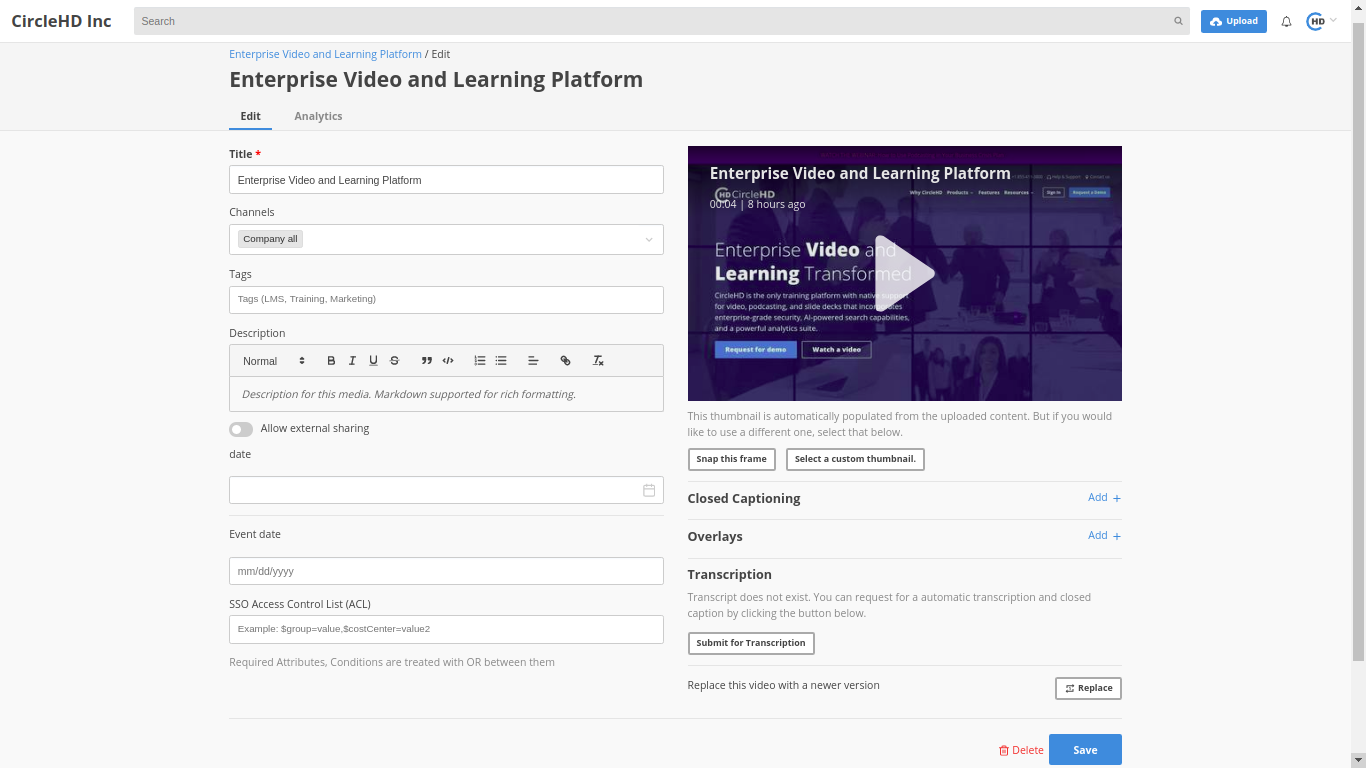 CircleHD Inc
Search
Upload
HD
Enterprise Video and Learning Platform / Edit
Enterprise Video and Learning Platform
Edit
Analytics
Title *
Enterprise Video and Learning Platform
Channels
Company all
Tags
Tags (LMS, Training, Marketing)
Description
Normal
Description for this media. Markdown supported for rich formatting.
Allow external sharing
date
Event date
mm/dd/yyyy
SSO Access Control List (ACL)
Example: $group=value,$costCenter=value2
Required Attributes, Conditions are treated with OR between them
Enterprise Video and Learning Platform
Help & Support Contact us
HD CircleHD
Why CircleHD Products Features Resources Sign In Request a Demo
00:04 | 8 hours ago
Enterprise Video and
Learning Transformed
CircleHD is the only training platform with native support
for video, podcasting, and slide decks that incorporates
enterprise-grade security, AI-powered search capabilities,
and a powerful analytics suite.
Request for demo
Watch a video
This thumbnail is automatically populated from the uploaded content. But if you would
like to use a different one, select that below.
Snap this frame
Select a custom thumbnail.
Closed Captioning
Add +
Overlays
Add +
Transcription
Transcript does not exist. You can request for a automatic transcription and closed
caption by clicking the button below.
Submit for Transcription
Replace this video with a newer version
Replace
Delete
Save